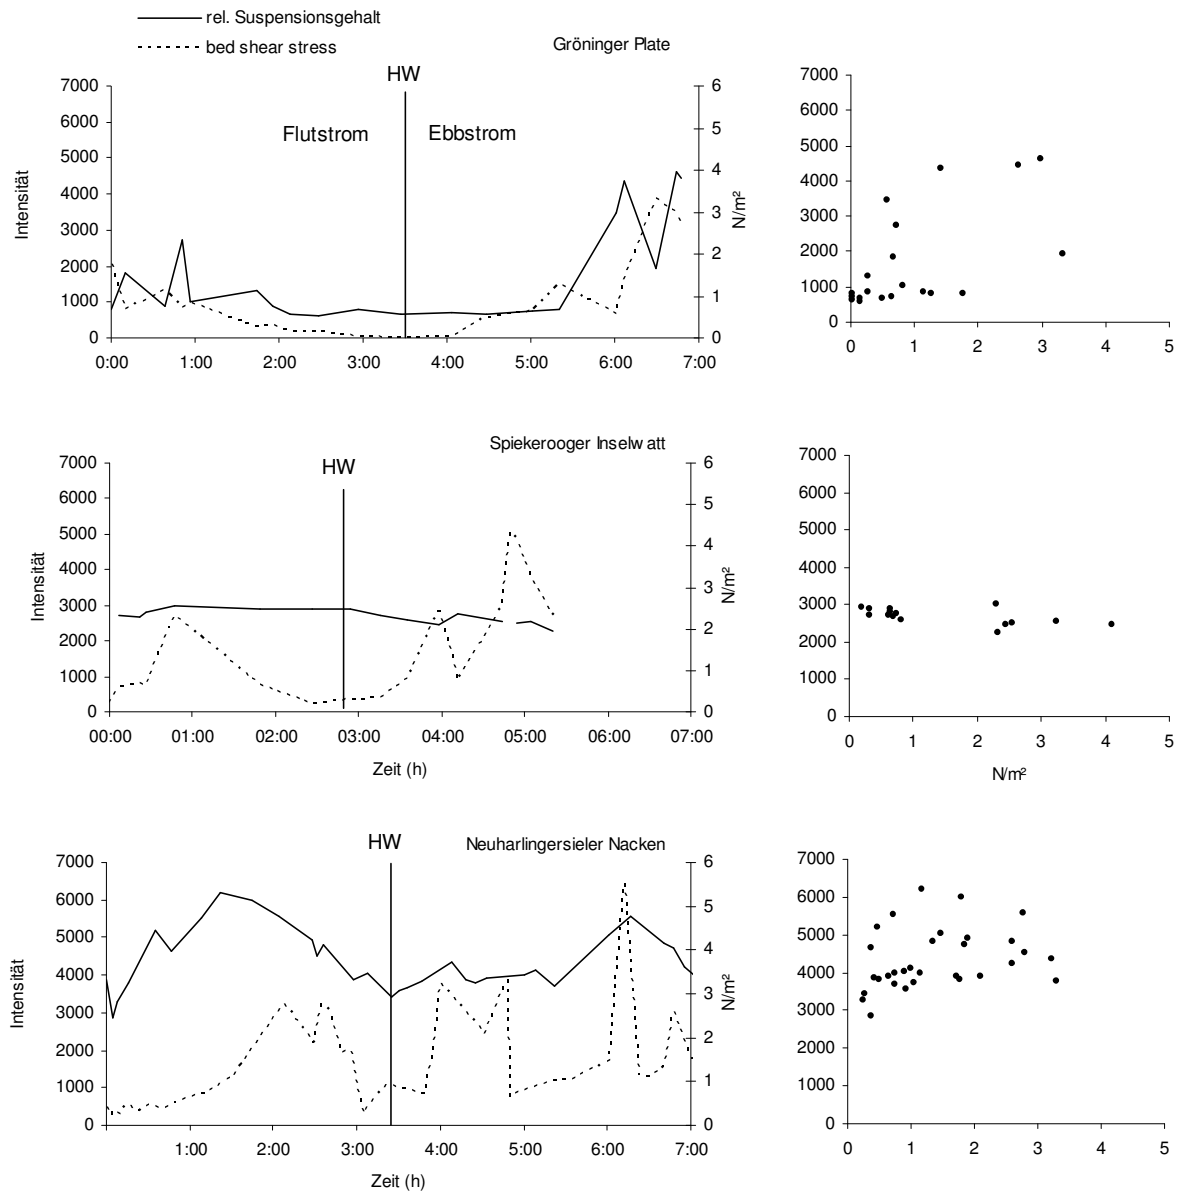 rel. Suspensionsgehalt
bed shear stress
Gröninger Plate
HW
Flutstrom
Ebbstrom
Intensität
7000
6000
5000
4000
3000
2000
1000
0
6
5
4
3
2
1
0
N/m²
0:00 1:00 2:00 3:00 4:00 5:00 6:00 7:00
7000
6000
5000
4000
3000
2000
1000
0
0 1 2 3 4 5
Spiekerooger Inselwatt
HW
Intensität
7000
6000
5000
4000
3000
2000
1000
0
6
5
4
3
2
1
0
N/m²
00:00 01:00 02:00 03:00 04:00 05:00 06:00 07:00
Zeit (h)
7000
6000
5000
4000
3000
2000
1000
0
0 1 2 3 4 5
N/m²
Neuharlingersieler Nacken
HW
Intensität
7000
6000
5000
4000
3000
2000
1000
0
6
5
4
3
2
1
0
N/m²
1:00 2:00 3:00 4:00 5:00 6:00 7:00
Zeit (h)
7000
6000
5000
4000
3000
2000
1000
0
0 1 2 3 4 5